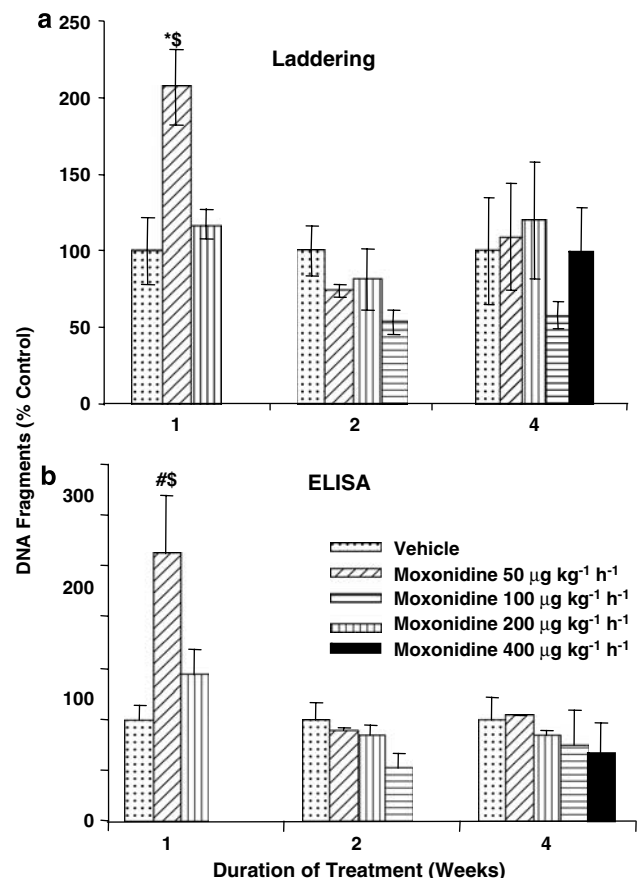 a
250
200
150
100
50
0
*$
Laddering
1 2 4
DNA Fragments (% Control)
b
300
200
100
0
#$
ELISA
Vehicle
Moxonidine 50 μg kg⁻¹ h⁻¹
Moxonidine 100 μg kg⁻¹ h⁻¹
Moxonidine 200 μg kg⁻¹ h⁻¹
Moxonidine 400 μg kg⁻¹ h⁻¹
1 2 4
Duration of Treatment (Weeks)